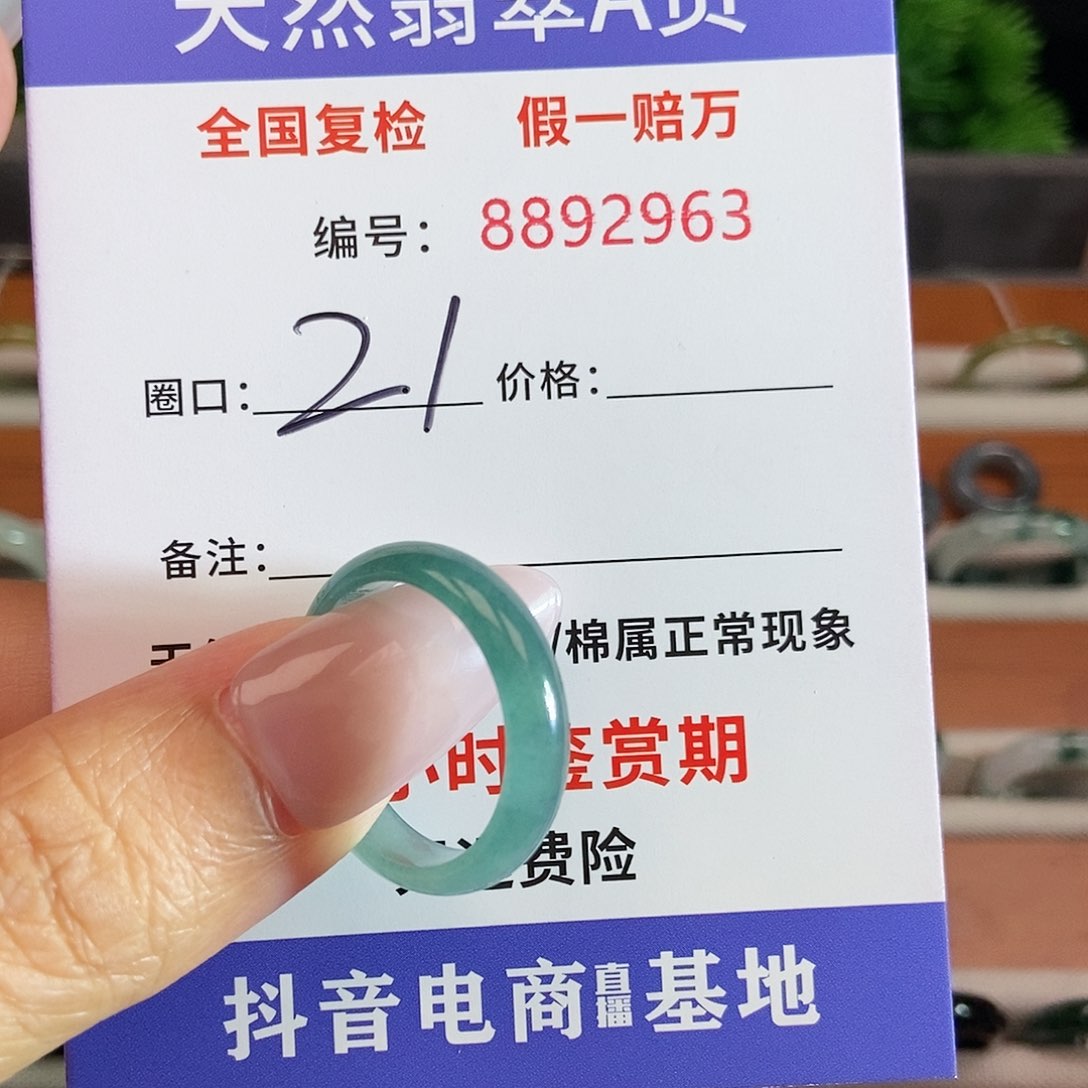 天然翡翠A货
全国复检 假一赔万
编号：8892963
圈口：21 价格：
备注：
/棉属正常现象
小时鉴赏期
费险
抖音电商直播基地